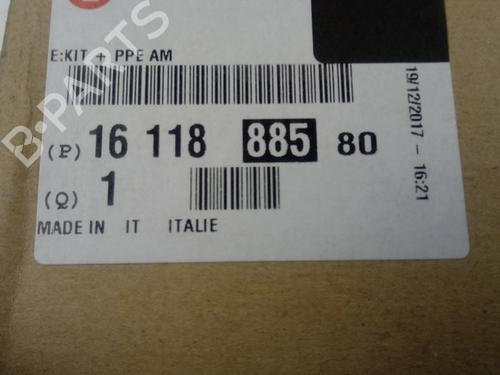 E:KIT + PPE AM
(P) 16 118 885 80
(Q) 1
MADE IN IT ITALIE
19/12/2017 - 16:21
B-PARTS